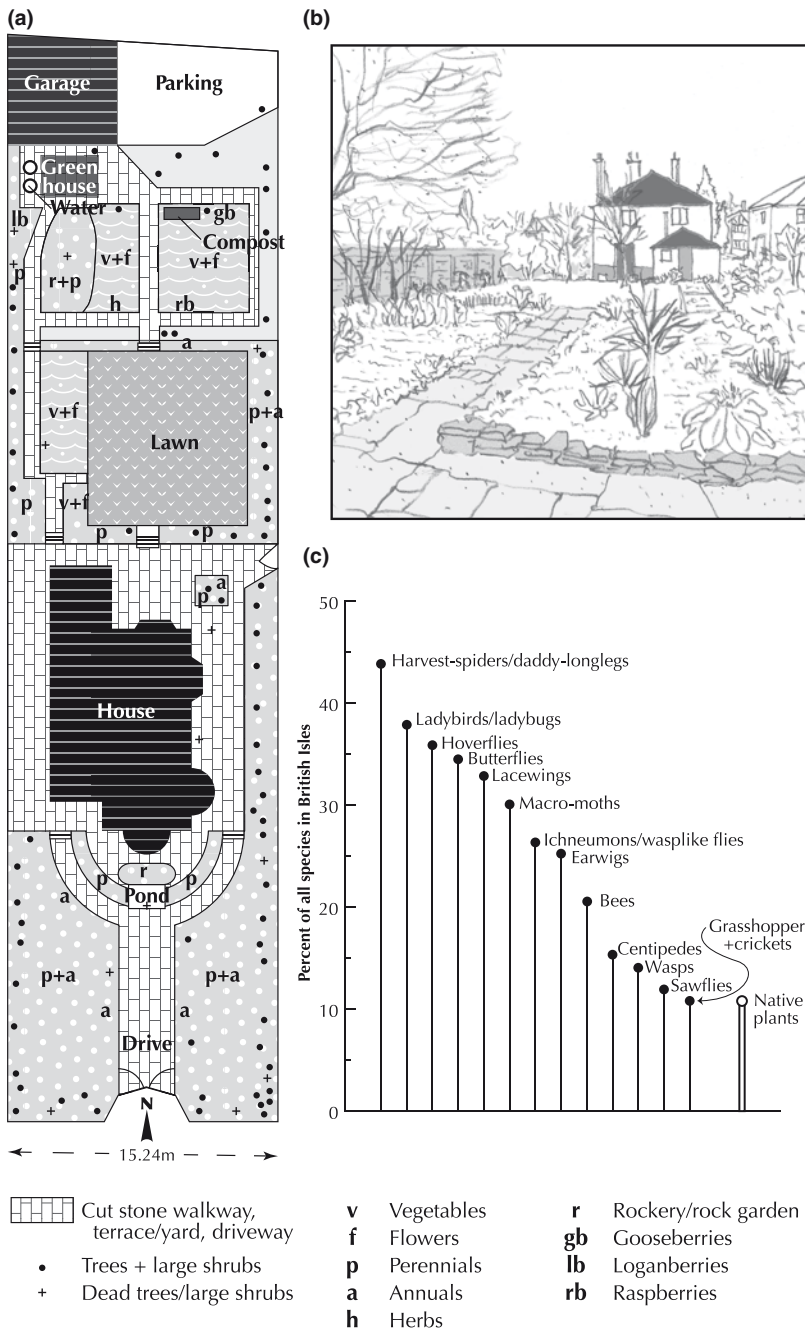 (a)
Garage
Parking
Green
house
Water
lb
gb
Compost
p
r+p
v+f
v+f
h
rb
a
v+f
Lawn
p+a
p
v+f
p
p
a
p
House
r
p
Pond
p
a
p+a
p+a
a
a
Drive
N
15.24m
(b)
(c)
Percent of all species in British Isles
50
40
30
20
10
0
Harvest-spiders/daddy-longlegs
Ladybirds/ladybugs
Hoverflies
Butterflies
Lacewings
Macro-moths
Ichneumons/wasplike flies
Earwigs
Bees
Grasshopper
+crickets
Centipedes
Wasps
Sawflies
Native
plants
Cut stone walkway,
terrace/yard, driveway
Trees + large shrubs
+ Dead trees/large shrubs
v Vegetables
f Flowers
p Perennials
a Annuals
h Herbs
r Rockery/rock garden
gb Gooseberries
lb Loganberries
rb Raspberries